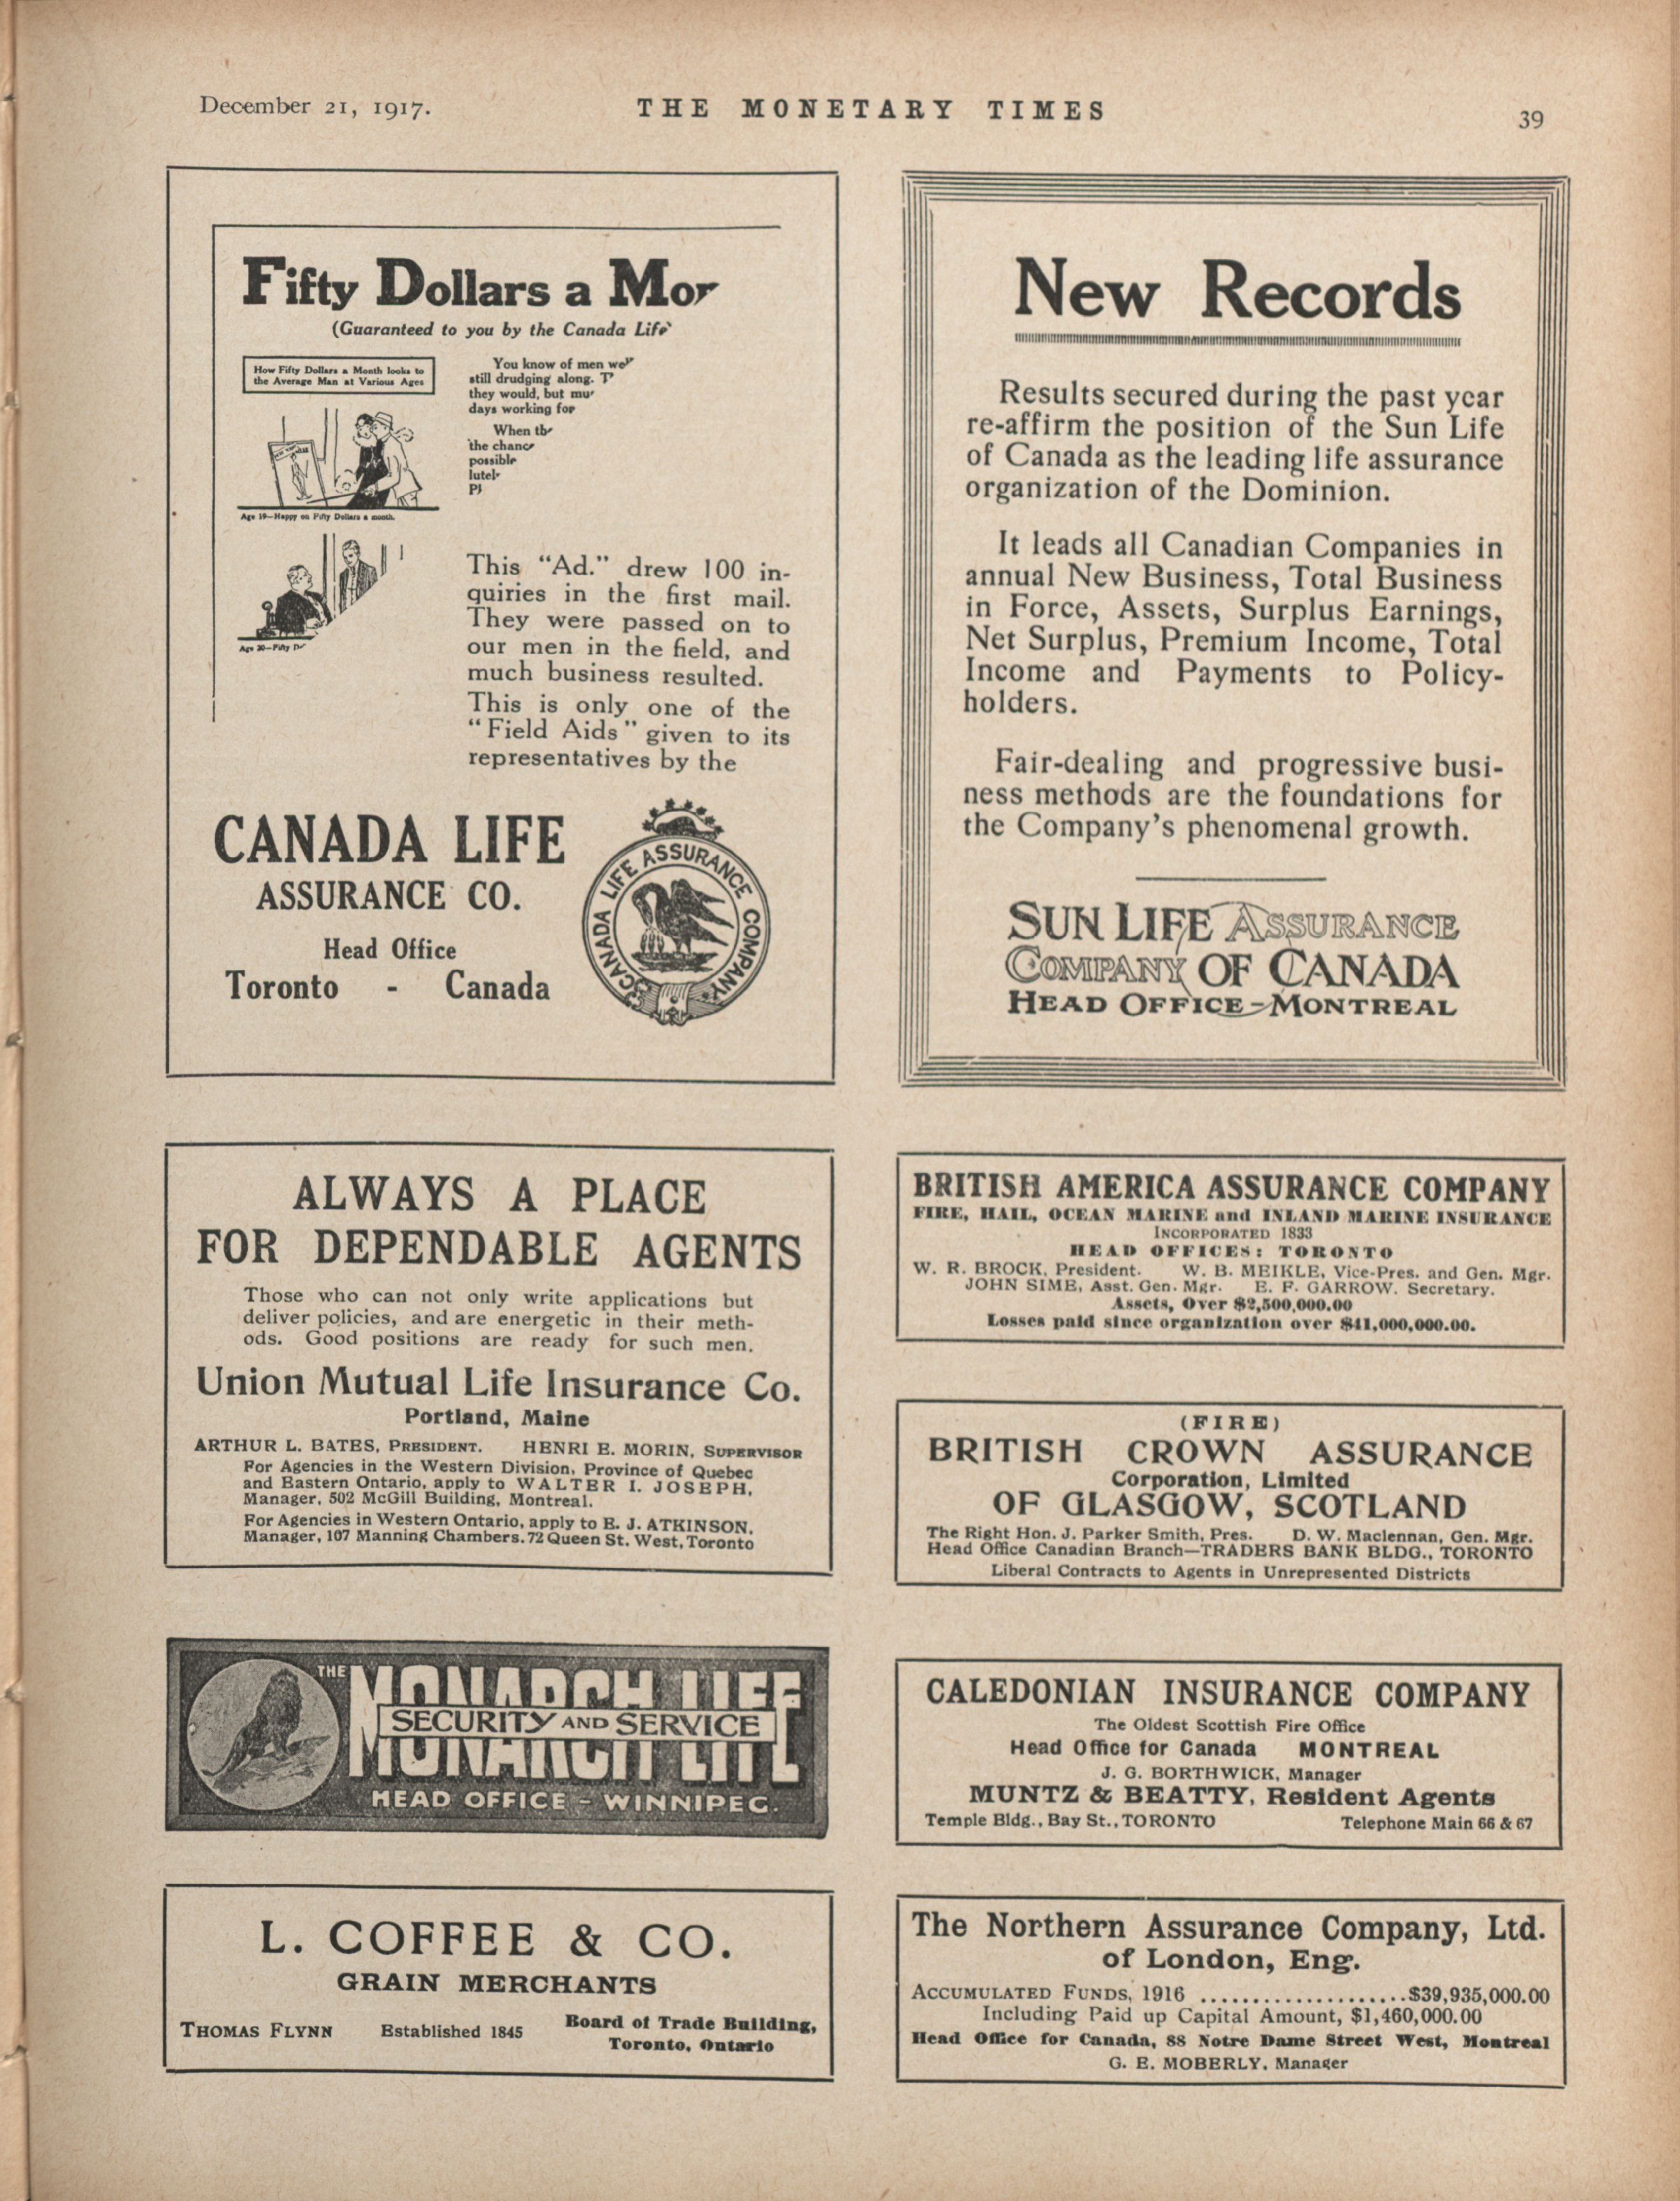 December 21, 1917.
THE MONETARY TIMES
39
Fifty Dollars a Mor
(Guaranteed to you by the Canada Life
How Fifty Dollars a Month looks to
the Average Man at Various Ages
You know of men we
still drudging along. T
they would, but mu
days working for
When th
the chanc
possible
lutel
Age 19—Happy on Fifty Dollars a month.
Age 30—Fifty D
This "Ad." drew 100 in-
quiries in the first mail.
They were passed on to
our men in the field, and
much business resulted.
This is only one of the
"Field Aids" given to its
representatives by the
CANADA LIFE
ASSURANCE CO.
Head Office
Toronto - Canada
CANADA LIFE ASSURANCE COMPANY
New Records
Results secured during the past year
re-affirm the position of the Sun Life
of Canada as the leading life assurance
organization of the Dominion.
It leads all Canadian Companies in
annual New Business, Total Business
in Force, Assets, Surplus Earnings,
Net Surplus, Premium Income, Total
Income and Payments to Policy-
holders.
Fair-dealing and progressive busi-
ness methods are the foundations for
the Company's phenomenal growth.
SUN LIFE ASSURANCE
COMPANY OF CANADA
HEAD OFFICE-MONTREAL
ALWAYS A PLACE
FOR DEPENDABLE AGENTS
Those who can not only write applications but
deliver policies, and are energetic in their meth-
ods. Good positions are ready for such men.
Union Mutual Life Insurance Co.
Portland, Maine
ARTHUR L. BATES, PRESIDENT. HENRI E. MORIN, SUPERVISOR
For Agencies in the Western Division, Province of Quebec
and Eastern Ontario, apply to WALTER I. JOSEPH,
Manager, 502 McGill Building, Montreal.
For Agencies in Western Ontario, apply to E. J. ATKINSON,
Manager, 107 Manning Chambers, 72 Queen St. West, Toronto
THE MONARCH LIFE
SECURITY AND SERVICE
HEAD OFFICE - WINNIPEG.
L. COFFEE & CO.
GRAIN MERCHANTS
THOMAS FLYNN Established 1845 Board of Trade Building,
Toronto, Ontario
BRITISH AMERICA ASSURANCE COMPANY
FIRE, HAIL, OCEAN MARINE and INLAND MARINE INSURANCE
INCORPORATED 1833
HEAD OFFICES: TORONTO
W. R. BROCK, President. W. B. MEIKLE, Vice-Pres. and Gen. Mgr.
JOHN SIME, Asst. Gen. Mgr. E. F. GARROW, Secretary.
Assets, Over $2,500,000.00
Losses paid since organization over $41,000,000.00.
(FIRE)
BRITISH CROWN ASSURANCE
Corporation, Limited
OF GLASGOW, SCOTLAND
The Right Hon. J. Parker Smith, Pres. D. W. Maclennan, Gen. Mgr.
Head Office Canadian Branch—TRADERS BANK BLDG., TORONTO
Liberal Contracts to Agents in Unrepresented Districts
CALEDONIAN INSURANCE COMPANY
The Oldest Scottish Fire Office
Head Office for Canada MONTREAL
J. G. BORTHWICK, Manager
MUNTZ & BEATTY, Resident Agents
Temple Bldg., Bay St., TORONTO Telephone Main 66 & 67
The Northern Assurance Company, Ltd.
of London, Eng.
ACCUMULATED FUNDS, 1916 ....................$39,935,000.00
Including Paid up Capital Amount, $1,460,000.00
Head Office for Canada, 88 Notre Dame Street West, Montreal
G. E. MOBERLY, Manager